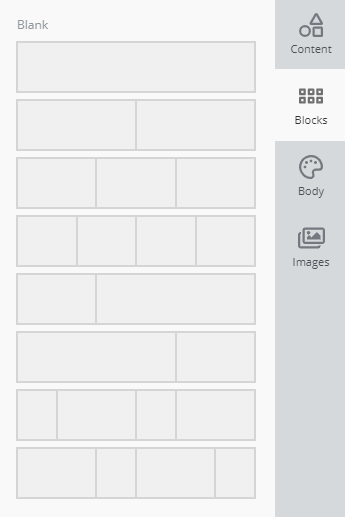 Blank
Content
Blocks
Body
Images